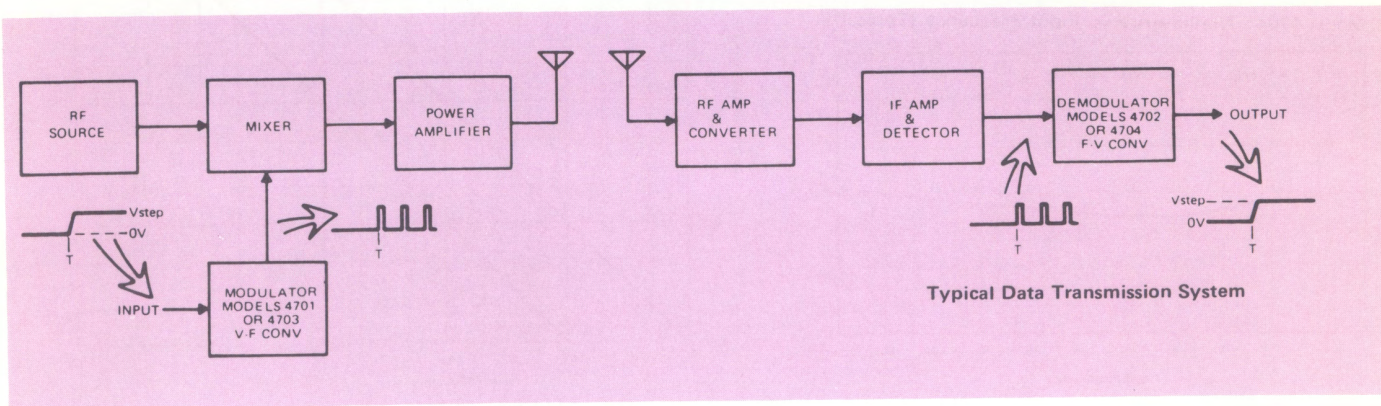 RF
SOURCE
MIXER
POWER
AMPLIFIER
RF AMP
&
CONVERTER
IF AMP
&
DETECTOR
DEMODULATOR
MODELS 4702
OR 4704
F-V CONV
OUTPUT
Vstep
0V
T
T
INPUT
MODULATOR
MODELS 4701
OR 4703
V-F CONV
T
Vstep
0V
T
Typical Data Transmission System